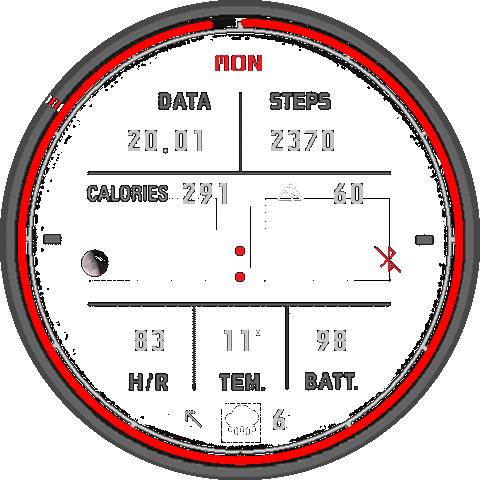 MON
DATA STEPS
20.01 2370
CALORIES 291 60
83 11° 98
H/R TEM. BATT.
6